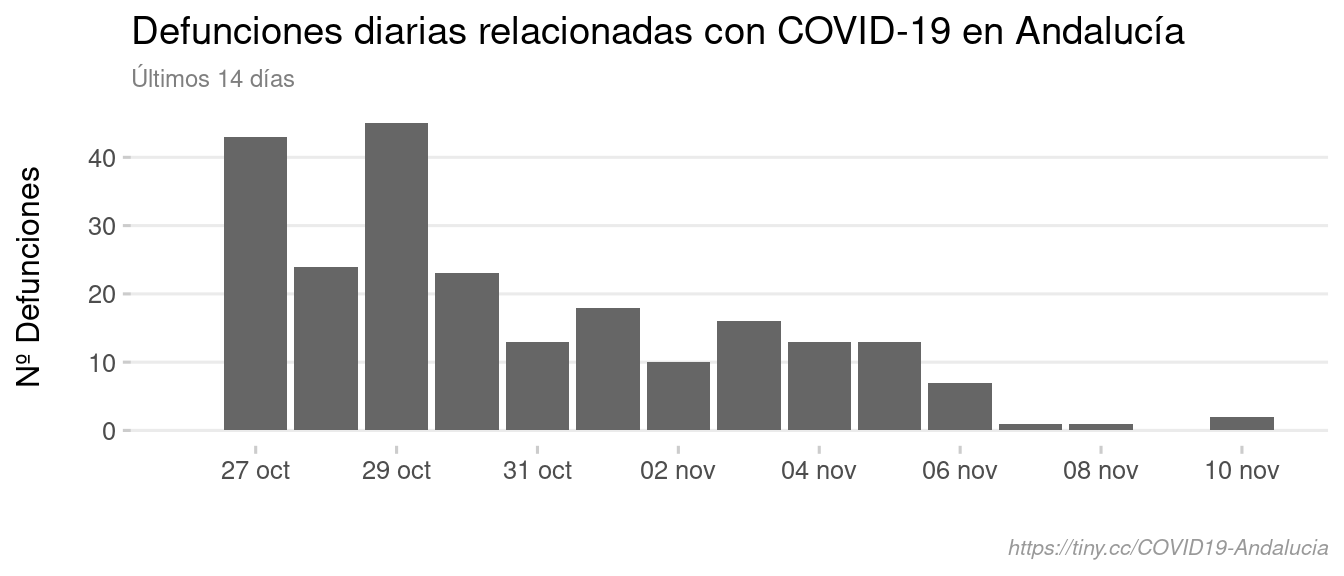 Defunciones diarias relacionadas con COVID-19 en Andalucía
Últimos 14 días
Nº Defunciones
40
30
20
10
0
27 oct 29 oct 31 oct 02 nov 04 nov 06 nov 08 nov 10 nov
https://tiny.cc/COVID19-Andalucia